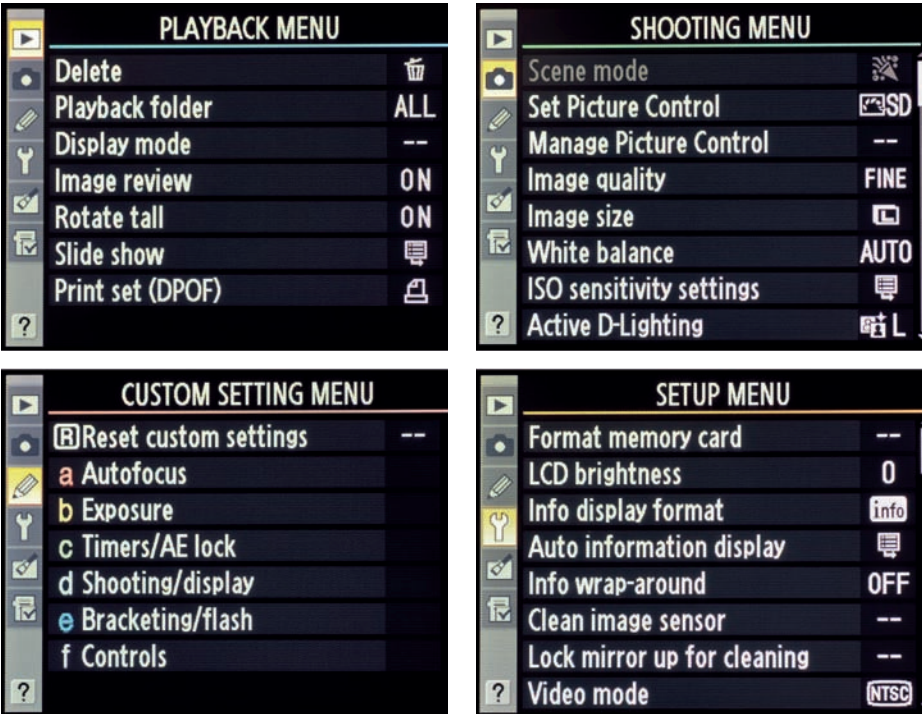 PLAYBACK MENU
Delete
Playback folder ALL
Display mode --
Image review ON
Rotate tall ON
Slide show
Print set (DPOF)
?
SHOOTING MENU
Scene mode
Set Picture Control SD
Manage Picture Control --
Image quality FINE
Image size L
White balance AUTO
ISO sensitivity settings
Active D-Lighting L
?
CUSTOM SETTING MENU
R Reset custom settings --
a Autofocus
b Exposure
c Timers/AE lock
d Shooting/display
e Bracketing/flash
f Controls
?
SETUP MENU
Format memory card --
LCD brightness 0
Info display format info
Auto information display
Info wrap-around OFF
Clean image sensor --
Lock mirror up for cleaning --
Video mode NTSC
?